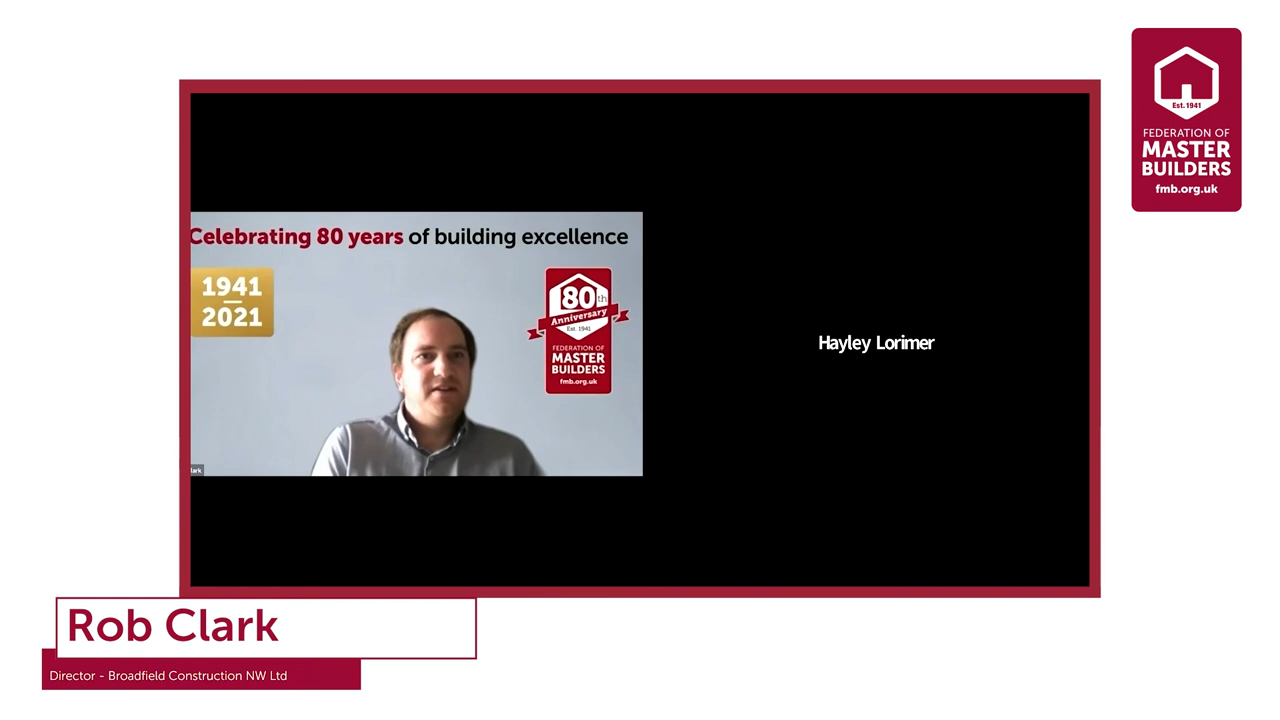 Est. 1941
FEDERATION OF
MASTER
BUILDERS
fmb.org.uk
Celebrating 80 years of building excellence
1941
2021
80th
Anniversary
Est. 1941
FEDERATION OF
MASTER
BUILDERS
fmb.org.uk
Hayley Lorimer
lark
Rob Clark
Director - Broadfield Construction NW Ltd